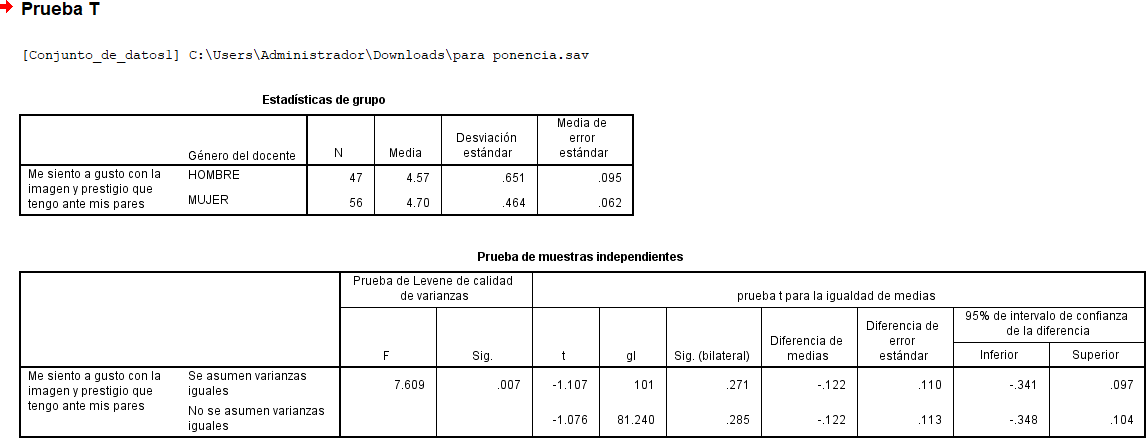 Prueba T
[Conjunto_de_datos1] C:\Users\Administrador\Downloads\para ponencia.sav
Estadísticas de grupo
Género del docente N Media Desviación estándar Media de error estándar
Me siento a gusto con la imagen y prestigio que tengo ante mis pares HOMBRE 47 4.57 .651 .095
MUJER 56 4.70 .464 .062
Prueba de muestras independientes
Prueba de Levene de calidad de varianzas prueba t para la igualdad de medias
F Sig. t gl Sig. (bilateral) Diferencia de medias Diferencia de error estándar 95% de intervalo de confianza de la diferencia
Inferior Superior
Me siento a gusto con la imagen y prestigio que tengo ante mis pares Se asumen varianzas iguales 7.609 .007 -1.107 101 .271 -.122 .110 -.341 .097
No se asumen varianzas iguales -1.076 81.240 .285 -.122 .113 -.348 .104